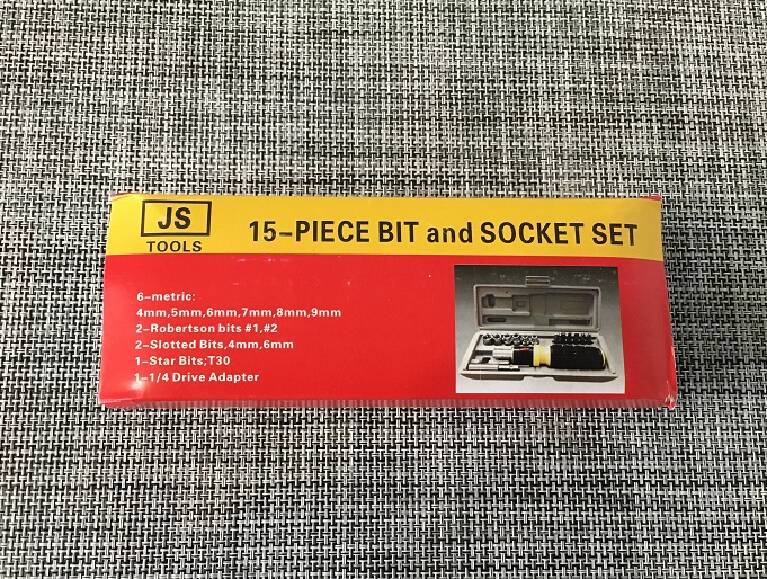 JS
TOOLS
15-PIECE BIT and SOCKET SET
6-metric:
4mm,5mm,6mm,7mm,8mm,9mm
2-Robertson bits #1,#2
2-Slotted Bits,4mm,6mm
1-Star Bits;T30
1-1/4 Drive Adapter